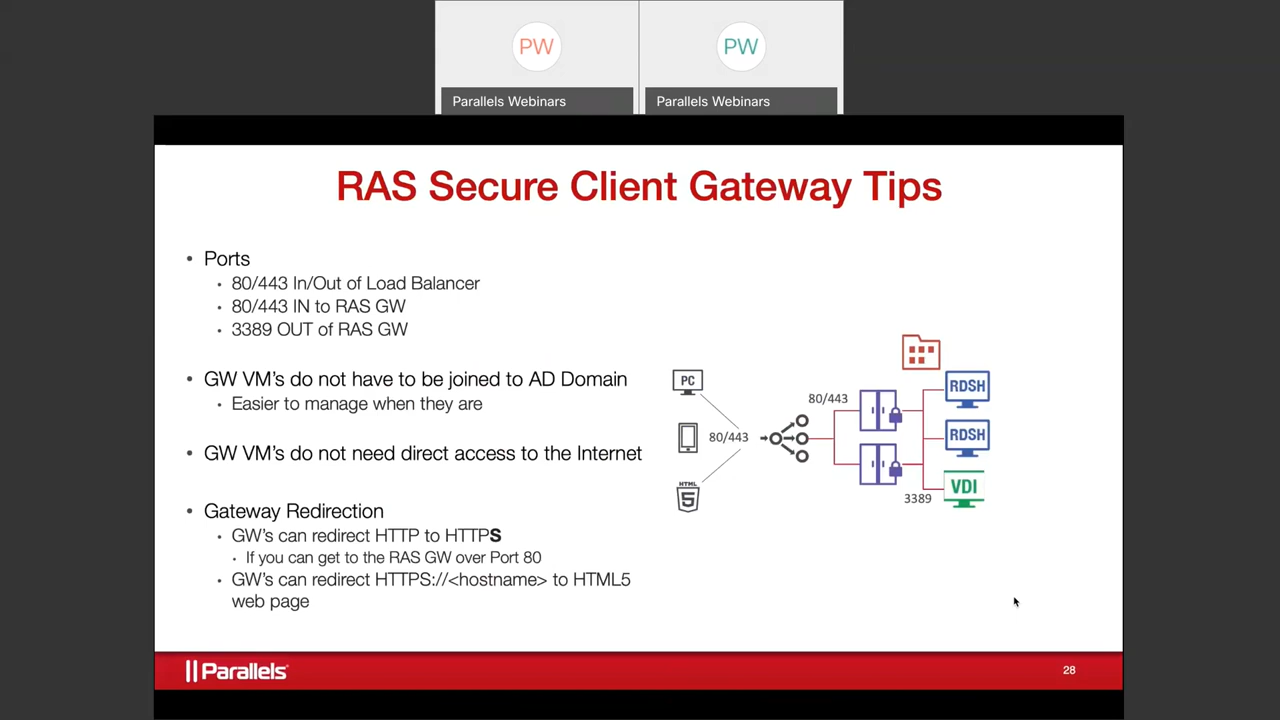 PW
PW
Parallels Webinars
Parallels Webinars
RAS Secure Client Gateway Tips
• Ports
• 80/443 In/Out of Load Balancer
• 80/443 IN to RAS GW
• 3389 OUT of RAS GW
• GW VM's do not have to be joined to AD Domain
• Easier to manage when they are
• GW VM's do not need direct access to the Internet
• Gateway Redirection
• GW's can redirect HTTP to HTTPS
• If you can get to the RAS GW over Port 80
• GW's can redirect HTTPS://<hostname> to HTML5
web page
PC
80/443
HTML
5
80/443
RDSH
RDSH
VDI
3389
Parallels®
28